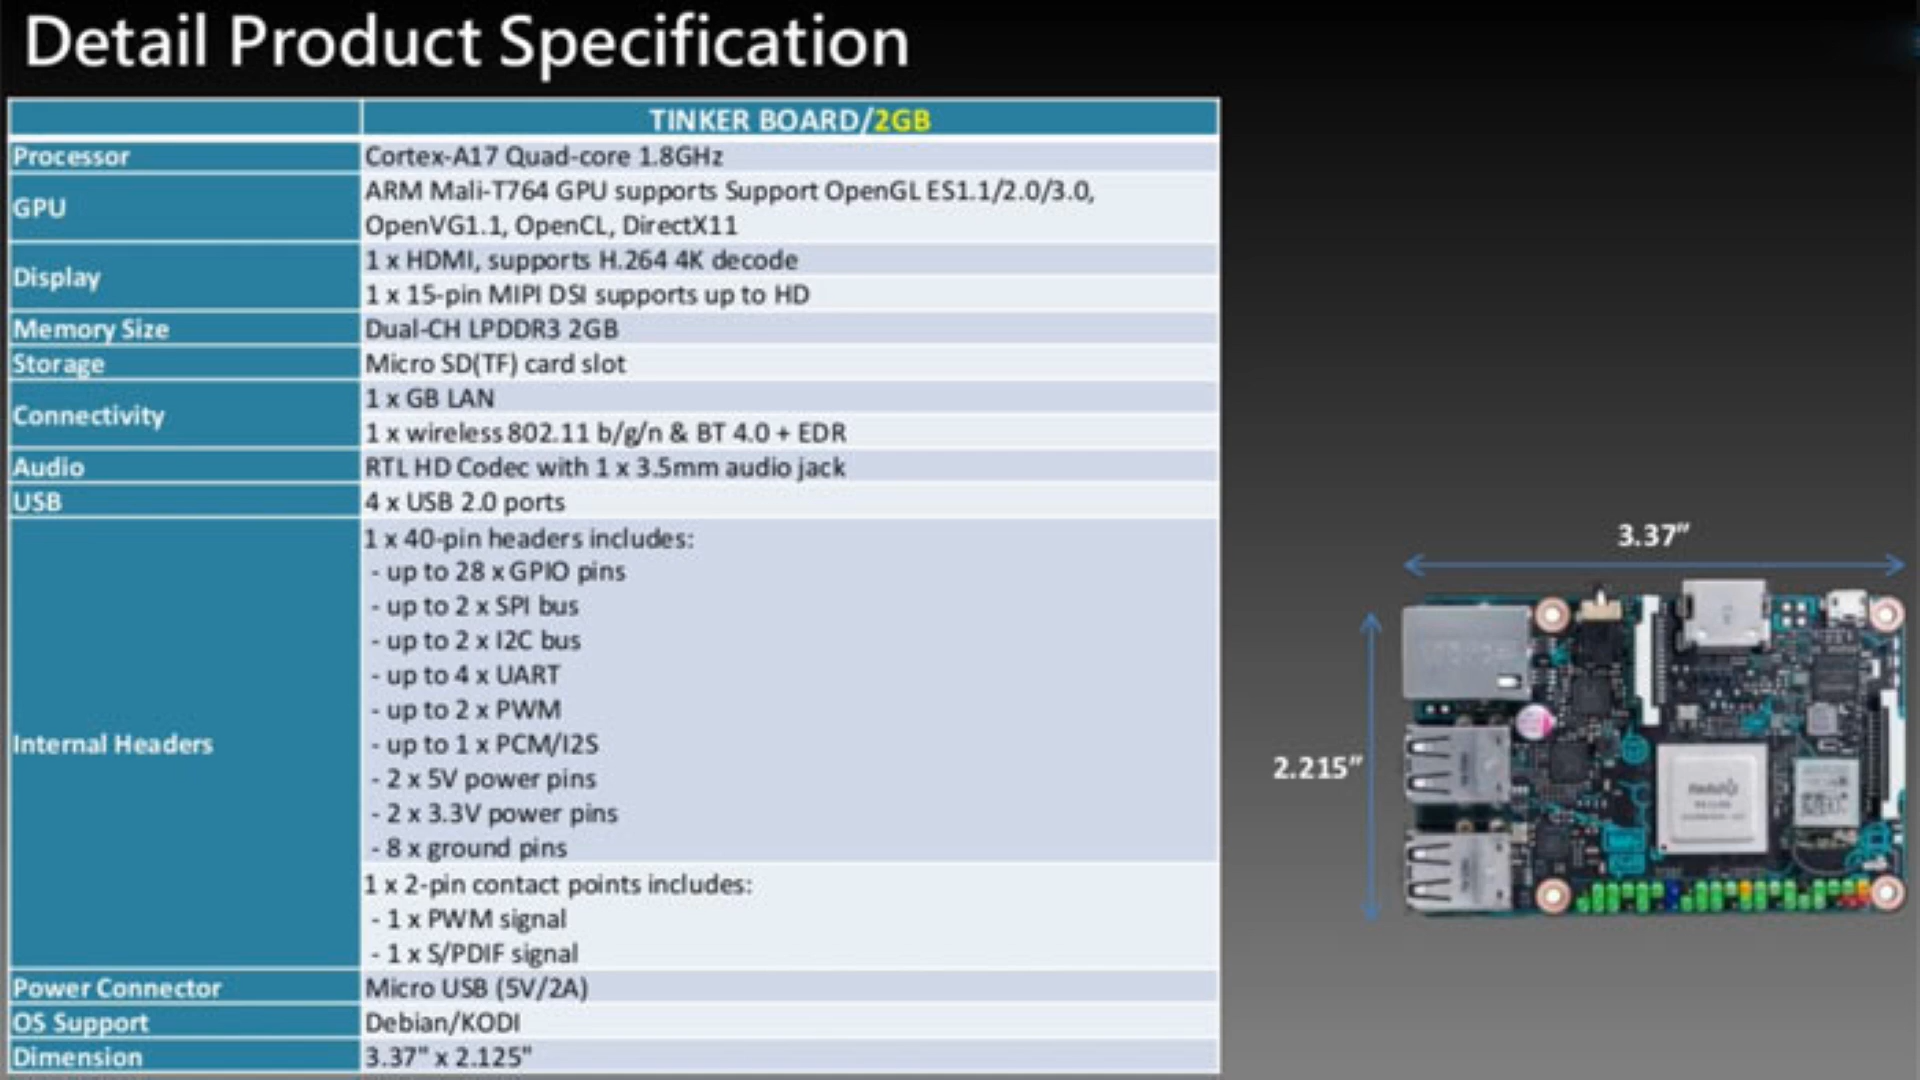 Detail Product Specification
TINKER BOARD/2GB
Processor Cortex-A17 Quad-core 1.8GHz
GPU ARM Mali-T764 GPU supports Support OpenGL ES1.1/2.0/3.0,
OpenVG1.1, OpenCL, DirectX11
Display 1 x HDMI, supports H.264 4K decode
1 x 15-pin MIPI DSI supports up to HD
Memory Size Dual-CH LPDDR3 2GB
Storage Micro SD(TF) card slot
Connectivity 1 x GB LAN
1 x wireless 802.11 b/g/n & BT 4.0 + EDR
Audio RTL HD Codec with 1 x 3.5mm audio jack
USB 4 x USB 2.0 ports
Internal Headers 1 x 40-pin headers includes:
- up to 28 x GPIO pins
- up to 2 x SPI bus
- up to 2 x I2C bus
- up to 4 x UART
- up to 2 x PWM
- up to 1 x PCM/I2S
- 2 x 5V power pins
- 2 x 3.3V power pins
- 8 x ground pins
1 x 2-pin contact points includes:
- 1 x PWM signal
- 1 x S/PDIF signal
Power Connector Micro USB (5V/2A)
OS Support Debian/KODI
Dimension 3.37" x 2.125"
3.37"
2.215"